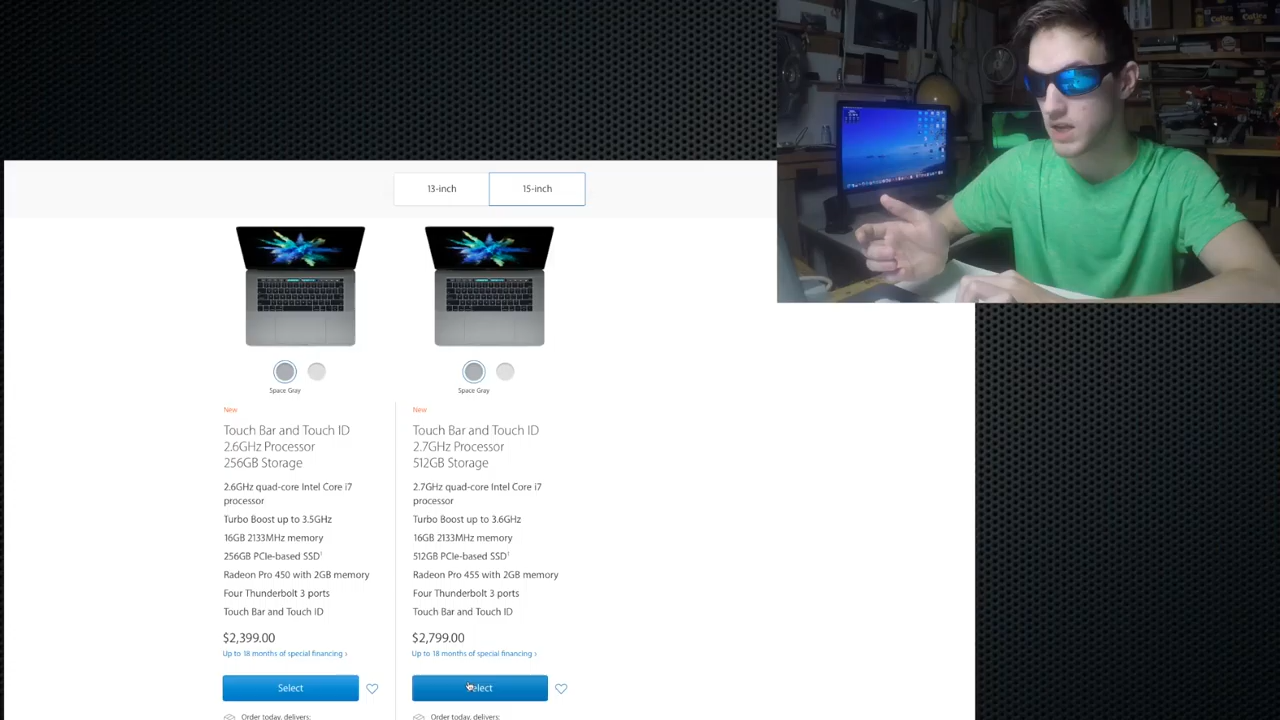 13-inch 15-inch
Space Gray Space Gray
New
Touch Bar and Touch ID
2.6GHz Processor
256GB Storage
2.6GHz quad-core Intel Core i7
processor
Turbo Boost up to 3.5GHz
16GB 2133MHz memory
256GB PCIe-based SSD¹
Radeon Pro 450 with 2GB memory
Four Thunderbolt 3 ports
Touch Bar and Touch ID
$2,399.00
Up to 18 months of special financing ›
Select
Order today, delivers:
New
Touch Bar and Touch ID
2.7GHz Processor
512GB Storage
2.7GHz quad-core Intel Core i7
processor
Turbo Boost up to 3.6GHz
16GB 2133MHz memory
512GB PCIe-based SSD¹
Radeon Pro 455 with 2GB memory
Four Thunderbolt 3 ports
Touch Bar and Touch ID
$2,799.00
Up to 18 months of special financing ›
Select
Order today, delivers: